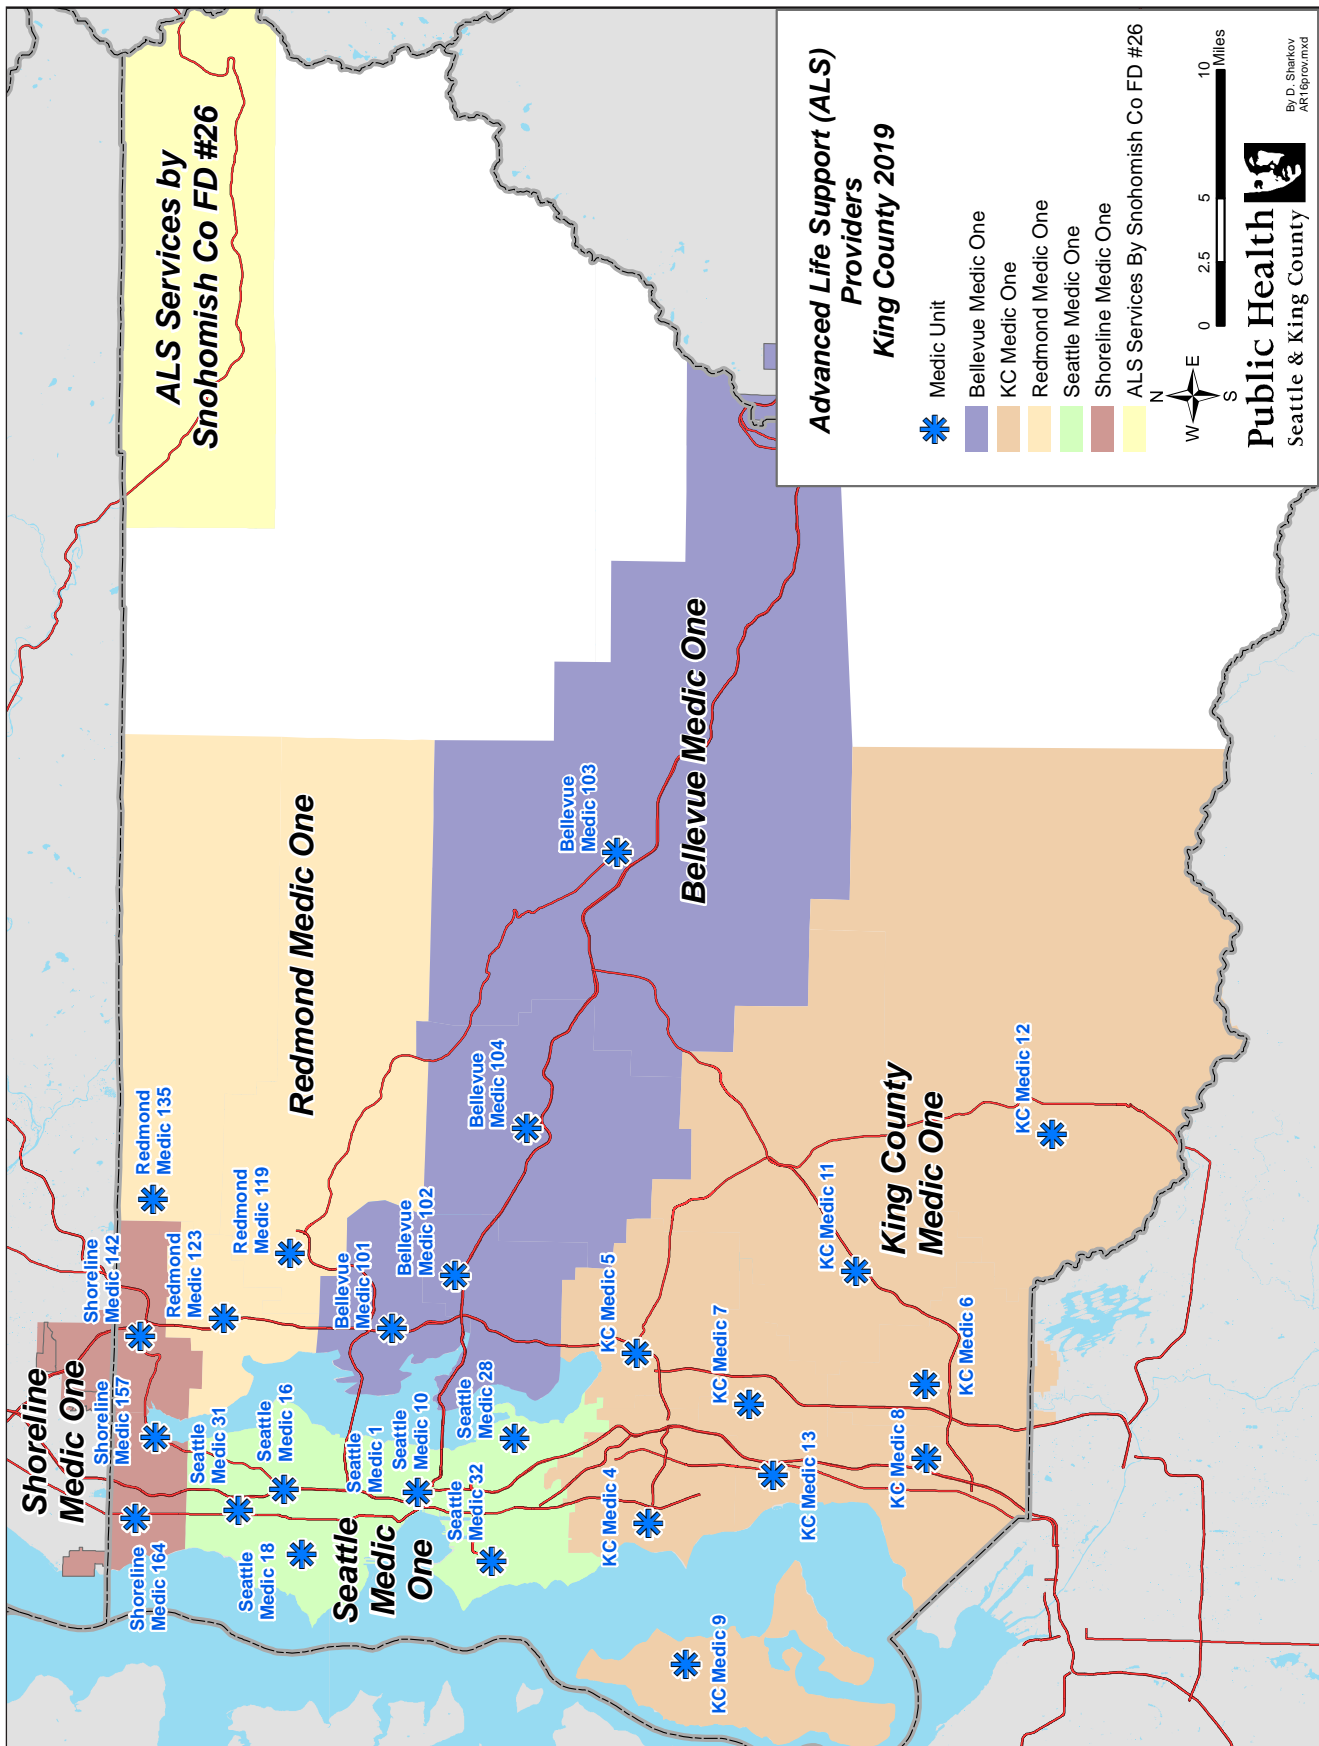 Advanced Life Support (ALS)
Providers
King County 2019
Medic Unit
Bellevue Medic One
KC Medic One
Redmond Medic One
Seattle Medic One
Shoreline Medic One
ALS Services By Snohomish Co FD #26
N
W
E
S
0
2.5
5
10
Miles
Public Health
Seattle & King County
By D. Sharkov
AR16prov.mxd
ALS Services by
Snohomish Co FD #26
Shoreline
Medic One
Redmond Medic One
Bellevue Medic One
Seattle
Medic
One
King County
Medic One
Shoreline
Medic 164
Shoreline
Medic 157
Shoreline
Medic 142
Redmond
Medic 135
Redmond
Medic 123
Redmond
Medic 119
Seattle
Medic 31
Seattle
Medic 16
Seattle
Medic 18
Seattle
Medic 1
Seattle
Medic 10
Seattle
Medic 28
Seattle
Medic 32
Bellevue
Medic 101
Bellevue
Medic 102
Bellevue
Medic 104
Bellevue
Medic 103
KC Medic 4
KC Medic 5
KC Medic 7
KC Medic 9
KC Medic 13
KC Medic 11
KC Medic 8
KC Medic 6
KC Medic 12